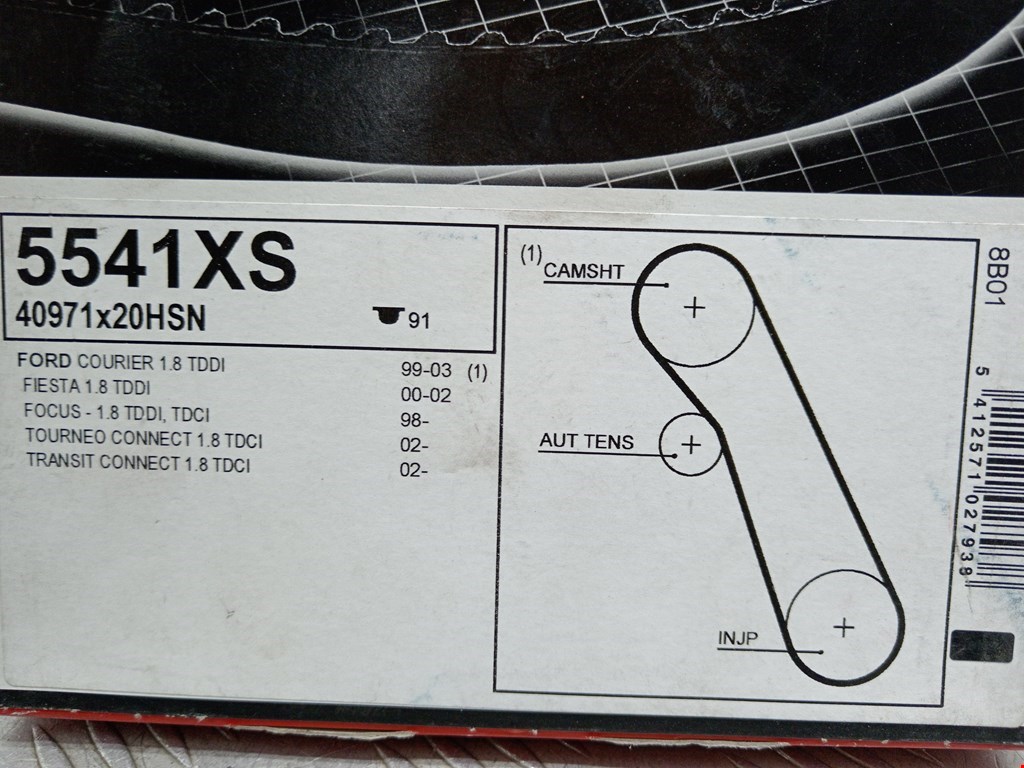 5541XS
40971x20HSN 91
FORD COURIER 1.8 TDDI 99-03 (1)
FIESTA 1.8 TDDI 00-02
FOCUS - 1.8 TDDI, TDCI 98-
TOURNEO CONNECT 1.8 TDCI 02-
TRANSIT CONNECT 1.8 TDCI 02-
(1)
CAMSHT
AUT TENS
INJP
8B01
5 412571 027938